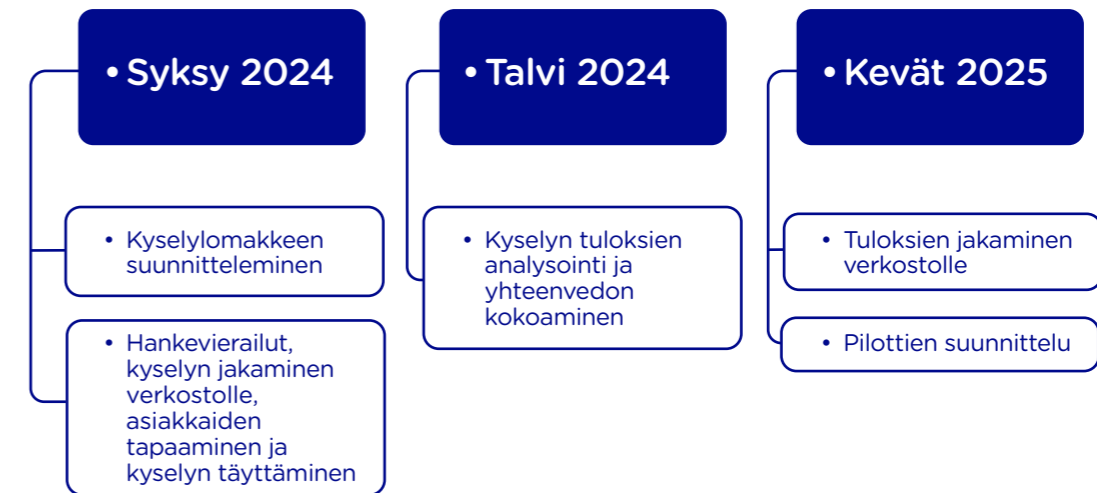 • Syksy 2024
• Kyselylomakkeen
suunnitteleminen
• Hankevierailut,
kyselyn jakaminen
verkostolle,
asiakkaiden
tapaaminen ja
kyselyn täyttäminen
• Talvi 2024
• Kyselyn tuloksien
analysointi ja
yhteenvedon
kokoaminen
• Kevät 2025
• Tuloksien jakaminen
verkostolle
• Pilottien suunnittelu